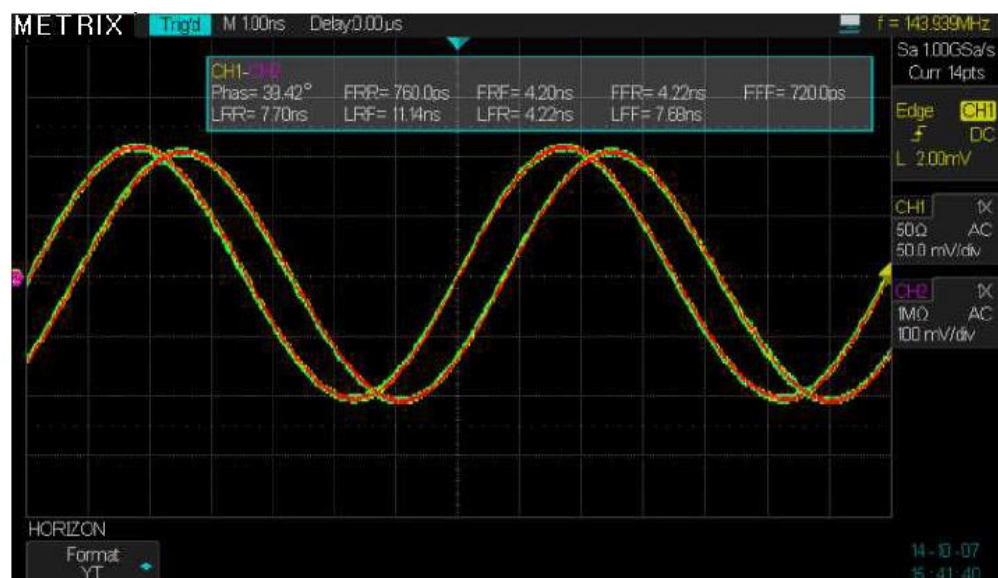 METRIX Trig'd M 1.00ns Delay:0.00µs f = 143.939MHz
Sa 1.00GSa/s
Curr 14pts
CH1-CH2
Phas= 39.42° FRR= 760.0ps FRF= 4.20ns FFR= 4.22ns FFF= 720.0ps
LRR= 7.70ns LRF= 11.14ns LFR= 4.22ns LFF= 7.68ns
Edge CH1
DC
L 2.00mV
CH1 1X
50Ω AC
50.0 mV/div
CH2 1X
1MΩ AC
100 mV/div
HORIZON
Format
YT
14-10-07
15:41:40